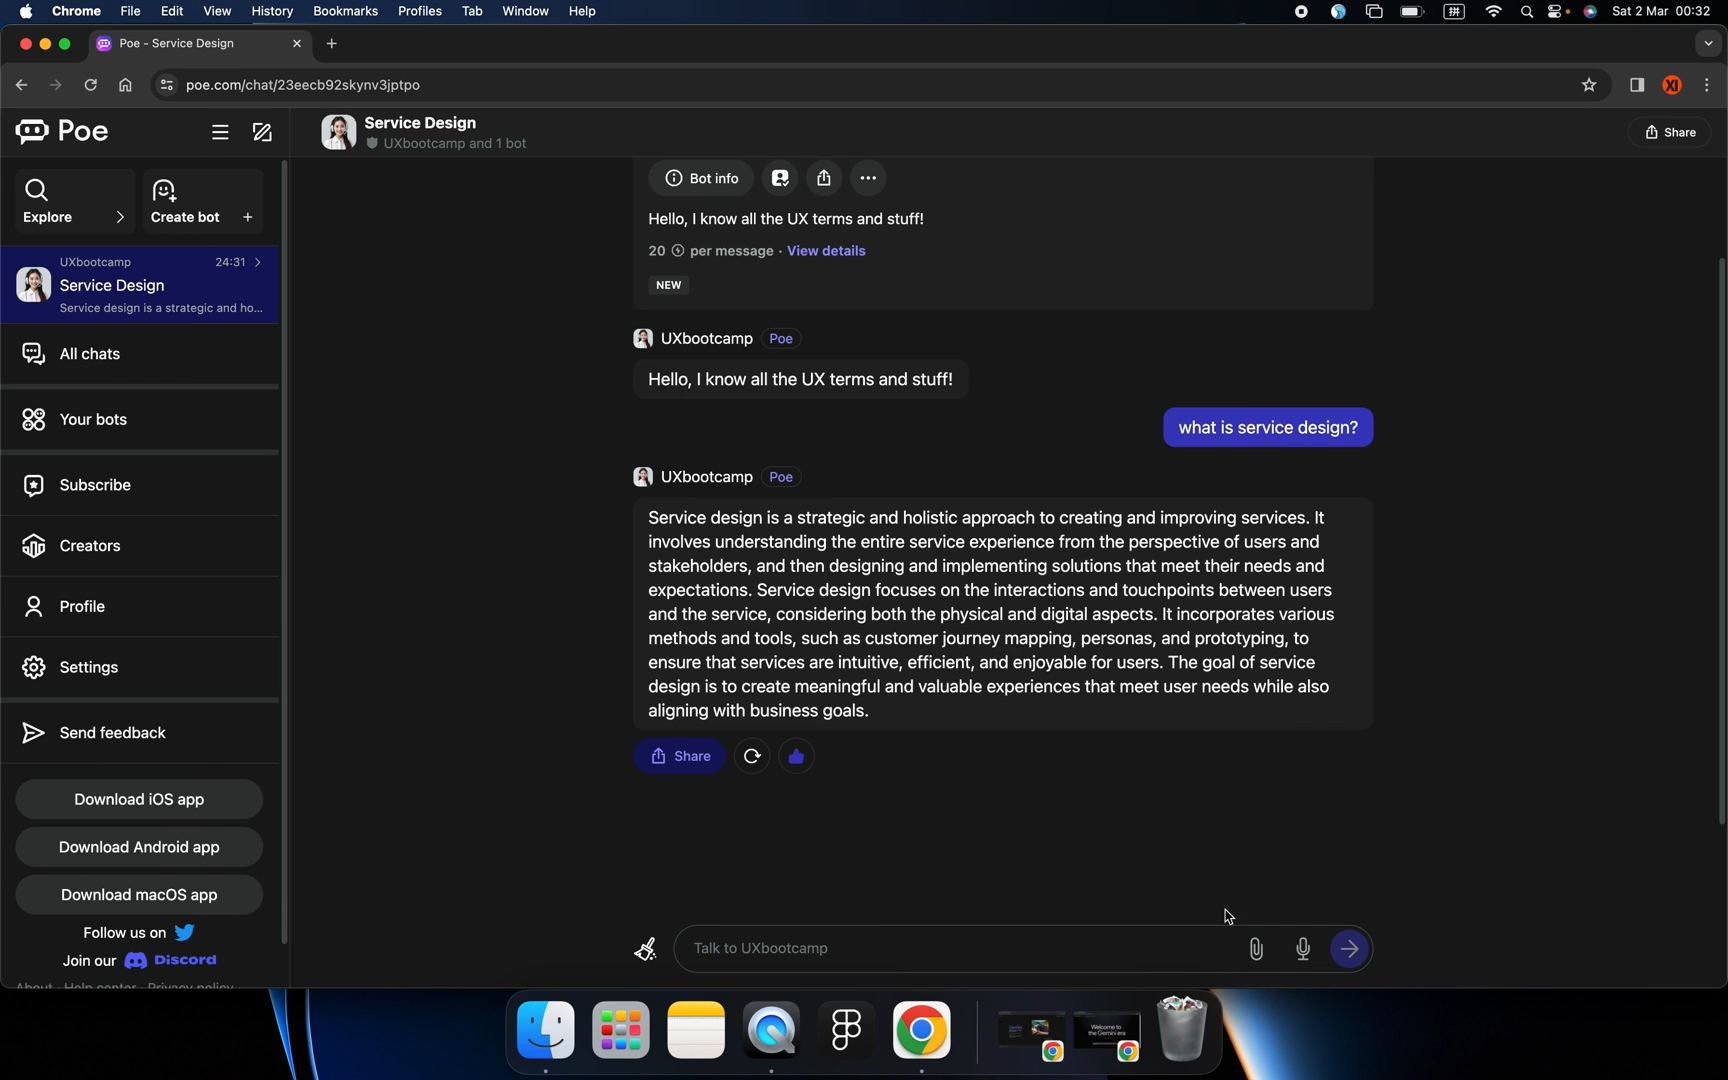 Chrome File Edit View History Bookmarks Profiles Tab Window Help Sat 2 Mar 00:32
Poe - Service Design
poe.com/chat/23eecb92skynv3jptpo XI
Poe
Service Design
UXbootcamp and 1 bot
Share
Explore
Create bot
UXbootcamp 24:31
Service Design
Service design is a strategic and ho...
All chats
Your bots
Subscribe
Creators
Profile
Settings
Send feedback
Download iOS app
Download Android app
Download macOS app
Follow us on
Join our Discord
About · Help center · Privacy policy ·
Bot info
Hello, I know all the UX terms and stuff!
20 per message · View details
NEW
UXbootcamp Poe
Hello, I know all the UX terms and stuff!
what is service design?
UXbootcamp Poe
Service design is a strategic and holistic approach to creating and improving services. It
involves understanding the entire service experience from the perspective of users and
stakeholders, and then designing and implementing solutions that meet their needs and
expectations. Service design focuses on the interactions and touchpoints between users
and the service, considering both the physical and digital aspects. It incorporates various
methods and tools, such as customer journey mapping, personas, and prototyping, to
ensure that services are intuitive, efficient, and enjoyable for users. The goal of service
design is to create meaningful and valuable experiences that meet user needs while also
aligning with business goals.
Share
Talk to UXbootcamp
Welcome to
the Gemini era